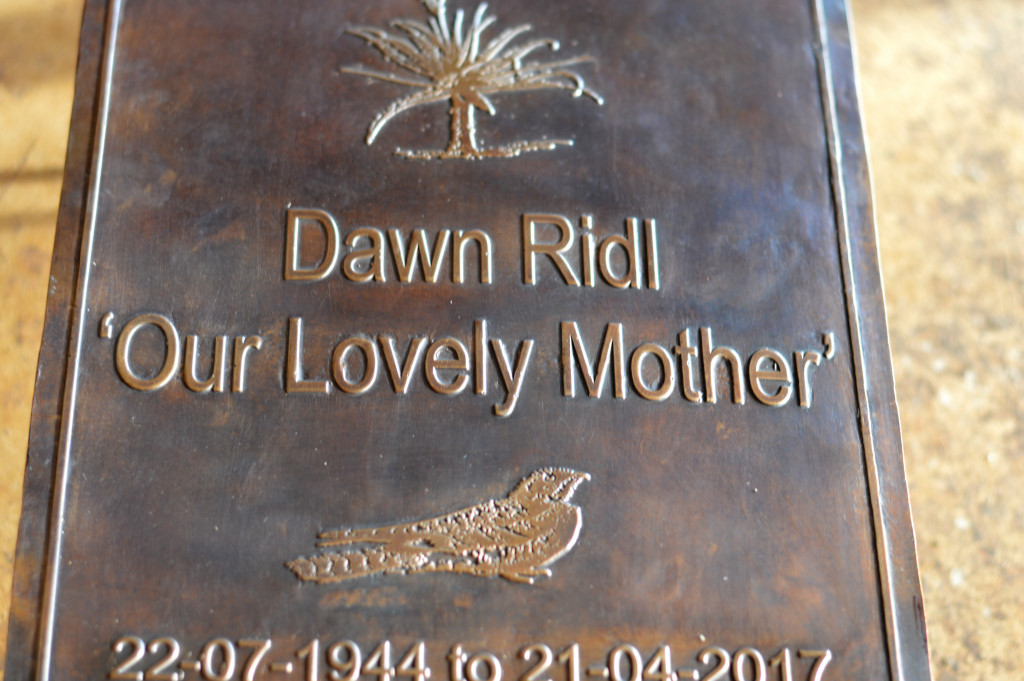 Dawn Ridl
‘Our Lovely Mother’
22-07-1944 to 21-04-2017